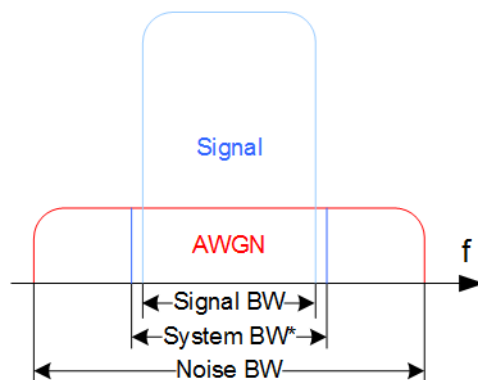 Signal
AWGN
f
Signal BW
System BW*
Noise BW